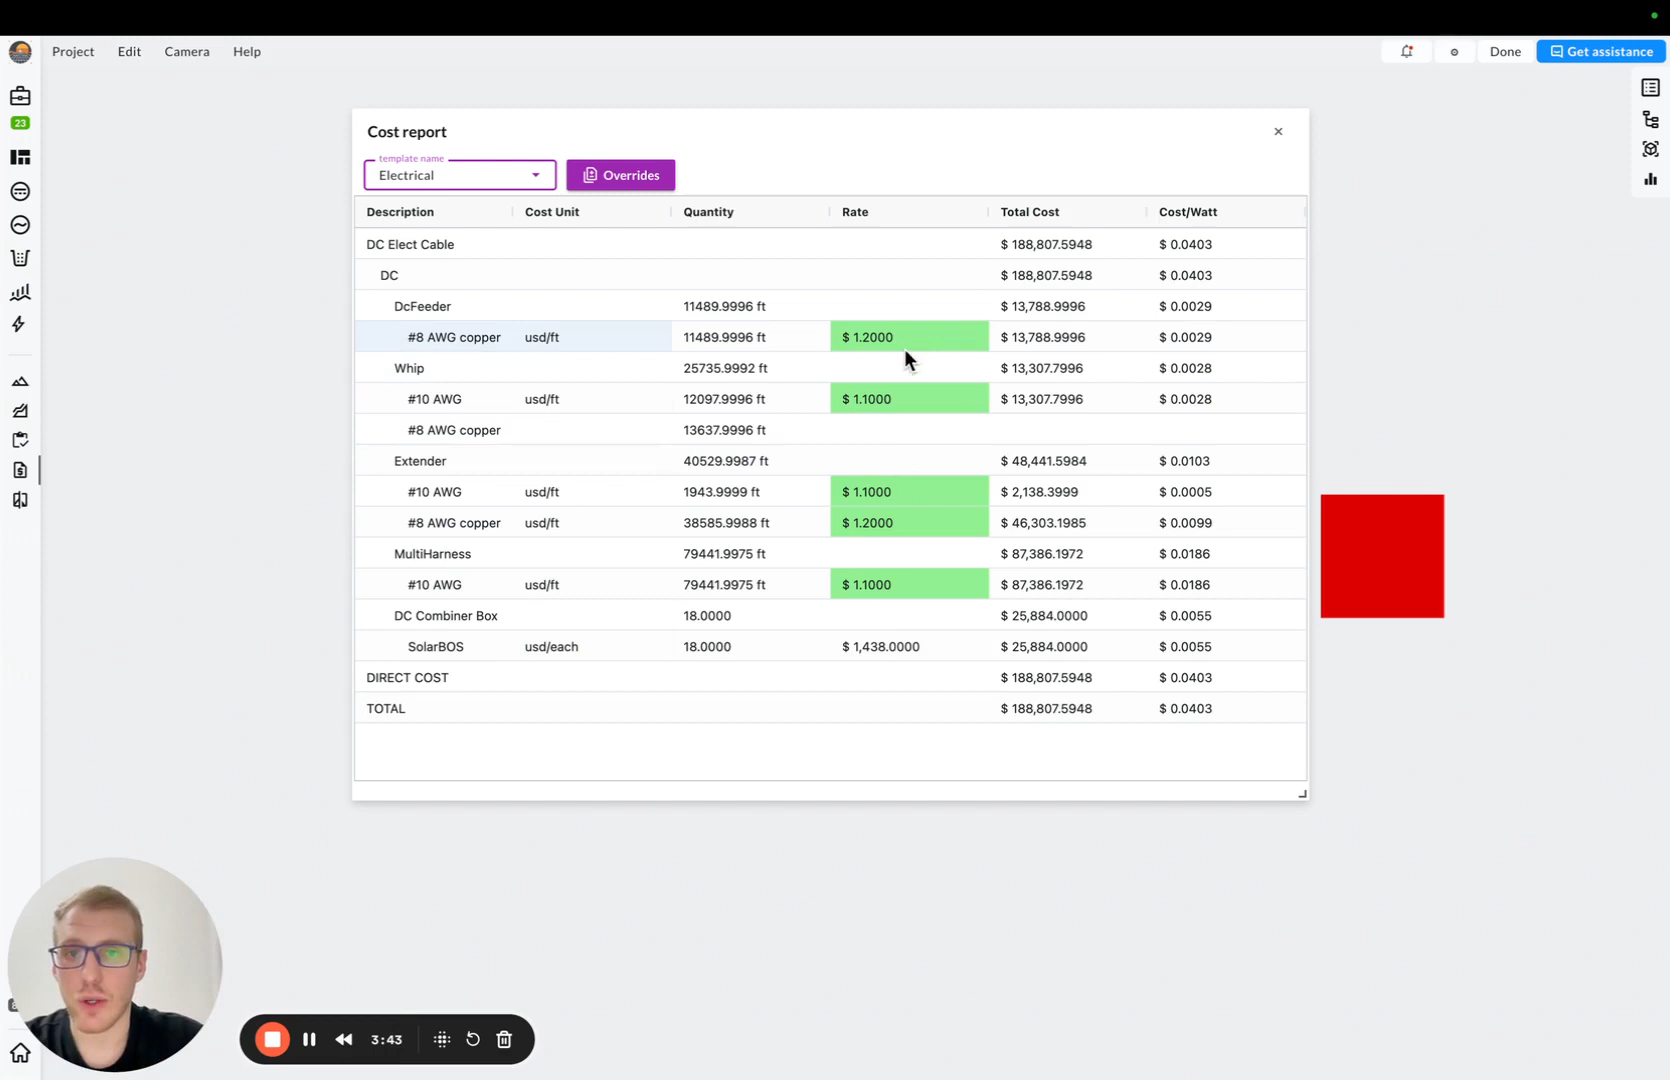 Project Edit Camera Help Done Get assistance
23
Cost report
template name
Electrical Overrides
Description Cost Unit Quantity Rate Total Cost Cost/Watt
DC Elect Cable $ 188,807.5948 $ 0.0403
DC $ 188,807.5948 $ 0.0403
DcFeeder 11489.9996 ft $ 13,788.9996 $ 0.0029
#8 AWG copper usd/ft 11489.9996 ft $ 1.2000 $ 13,788.9996 $ 0.0029
Whip 25735.9992 ft $ 13,307.7996 $ 0.0028
#10 AWG usd/ft 12097.9996 ft $ 1.1000 $ 13,307.7996 $ 0.0028
#8 AWG copper 13637.9996 ft
Extender 40529.9987 ft $ 48,441.5984 $ 0.0103
#10 AWG usd/ft 1943.9999 ft $ 1.1000 $ 2,138.3999 $ 0.0005
#8 AWG copper usd/ft 38585.9988 ft $ 1.2000 $ 46,303.1985 $ 0.0099
MultiHarness 79441.9975 ft $ 87,386.1972 $ 0.0186
#10 AWG usd/ft 79441.9975 ft $ 1.1000 $ 87,386.1972 $ 0.0186
DC Combiner Box 18.0000 $ 25,884.0000 $ 0.0055
SolarBOS usd/each 18.0000 $ 1,438.0000 $ 25,884.0000 $ 0.0055
DIRECT COST $ 188,807.5948 $ 0.0403
TOTAL $ 188,807.5948 $ 0.0403
3:43